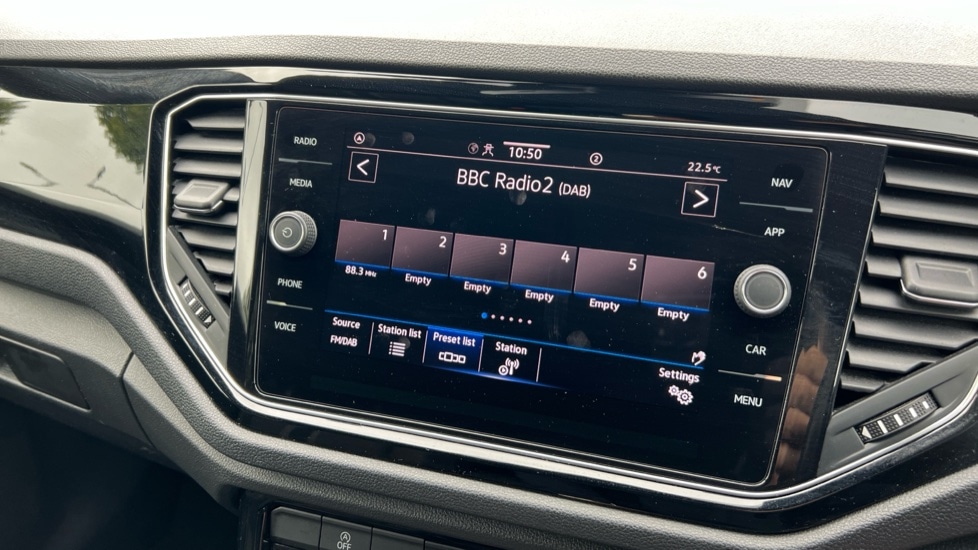 RADIO
MEDIA
PHONE
VOICE
A
10:50
2
22.5°C
BBC Radio2 (DAB)
1 2 3 4 5 6
88.3 MHz Empty Empty Empty Empty Empty
Source Station list Preset list Station Settings
FM/DAB
NAV
APP
CAR
MENU
A
OFF